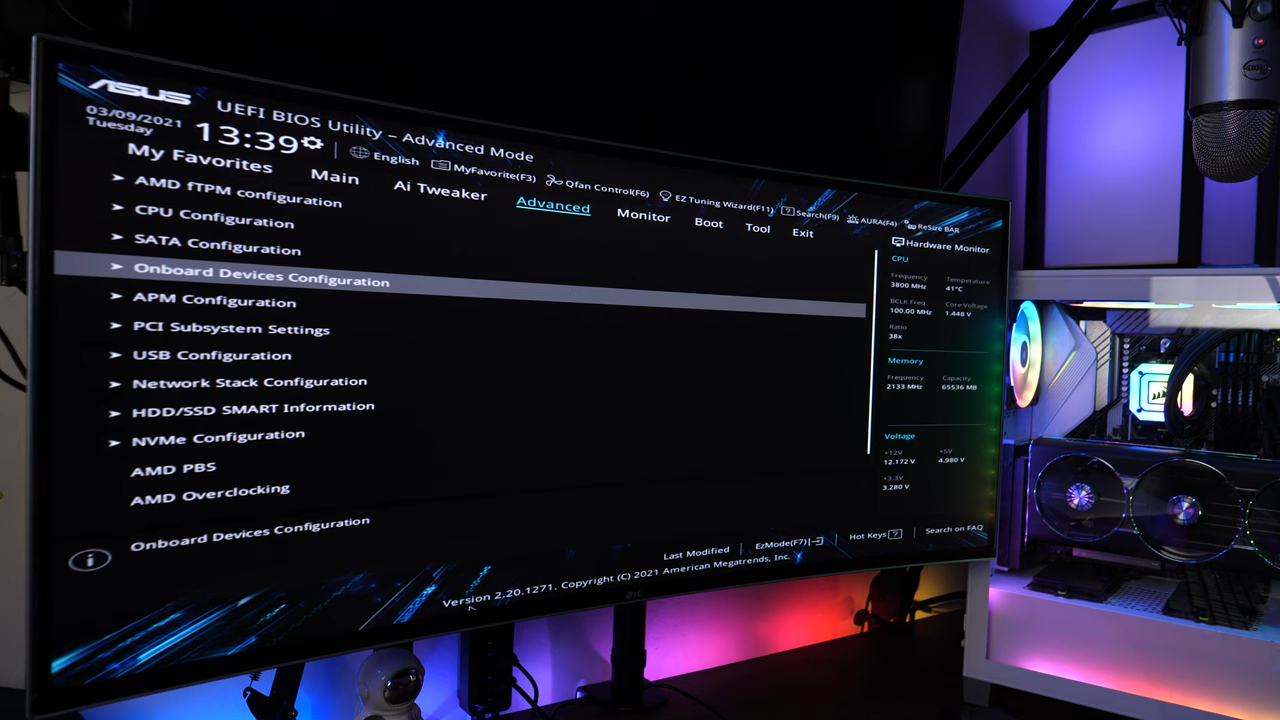 ASUS
UEFI BIOS Utility – Advanced Mode
03/09/2021
Tuesday
13:39
English
MyFavorite(F3)
Qfan Control(F6)
EZ Tuning Wizard(F11)
Search(F9)
AURA(F4)
ReSize BAR
My Favorites
Main
Ai Tweaker
Advanced
Monitor
Boot
Tool
Exit
AMD fTPM configuration
CPU Configuration
SATA Configuration
Onboard Devices Configuration
APM Configuration
PCI Subsystem Settings
USB Configuration
Network Stack Configuration
HDD/SSD SMART Information
NVMe Configuration
AMD PBS
AMD Overclocking
Onboard Devices Configuration
Hardware Monitor
CPU
Frequency Temperature
3800 MHz 41°C
BCLK Freq Core Voltage
100.00 MHz 1.448 V
Ratio
38x
Memory
Frequency Capacity
2133 MHz 65536 MB
Voltage
+12V +5V
12.172 V 4.980 V
+3.3V
3.280 V
Last Modified
EzMode(F7)
Hot Keys ?
Search on FAQ
Version 2.20.1271. Copyright (C) 2021 American Megatrends, Inc.
LG